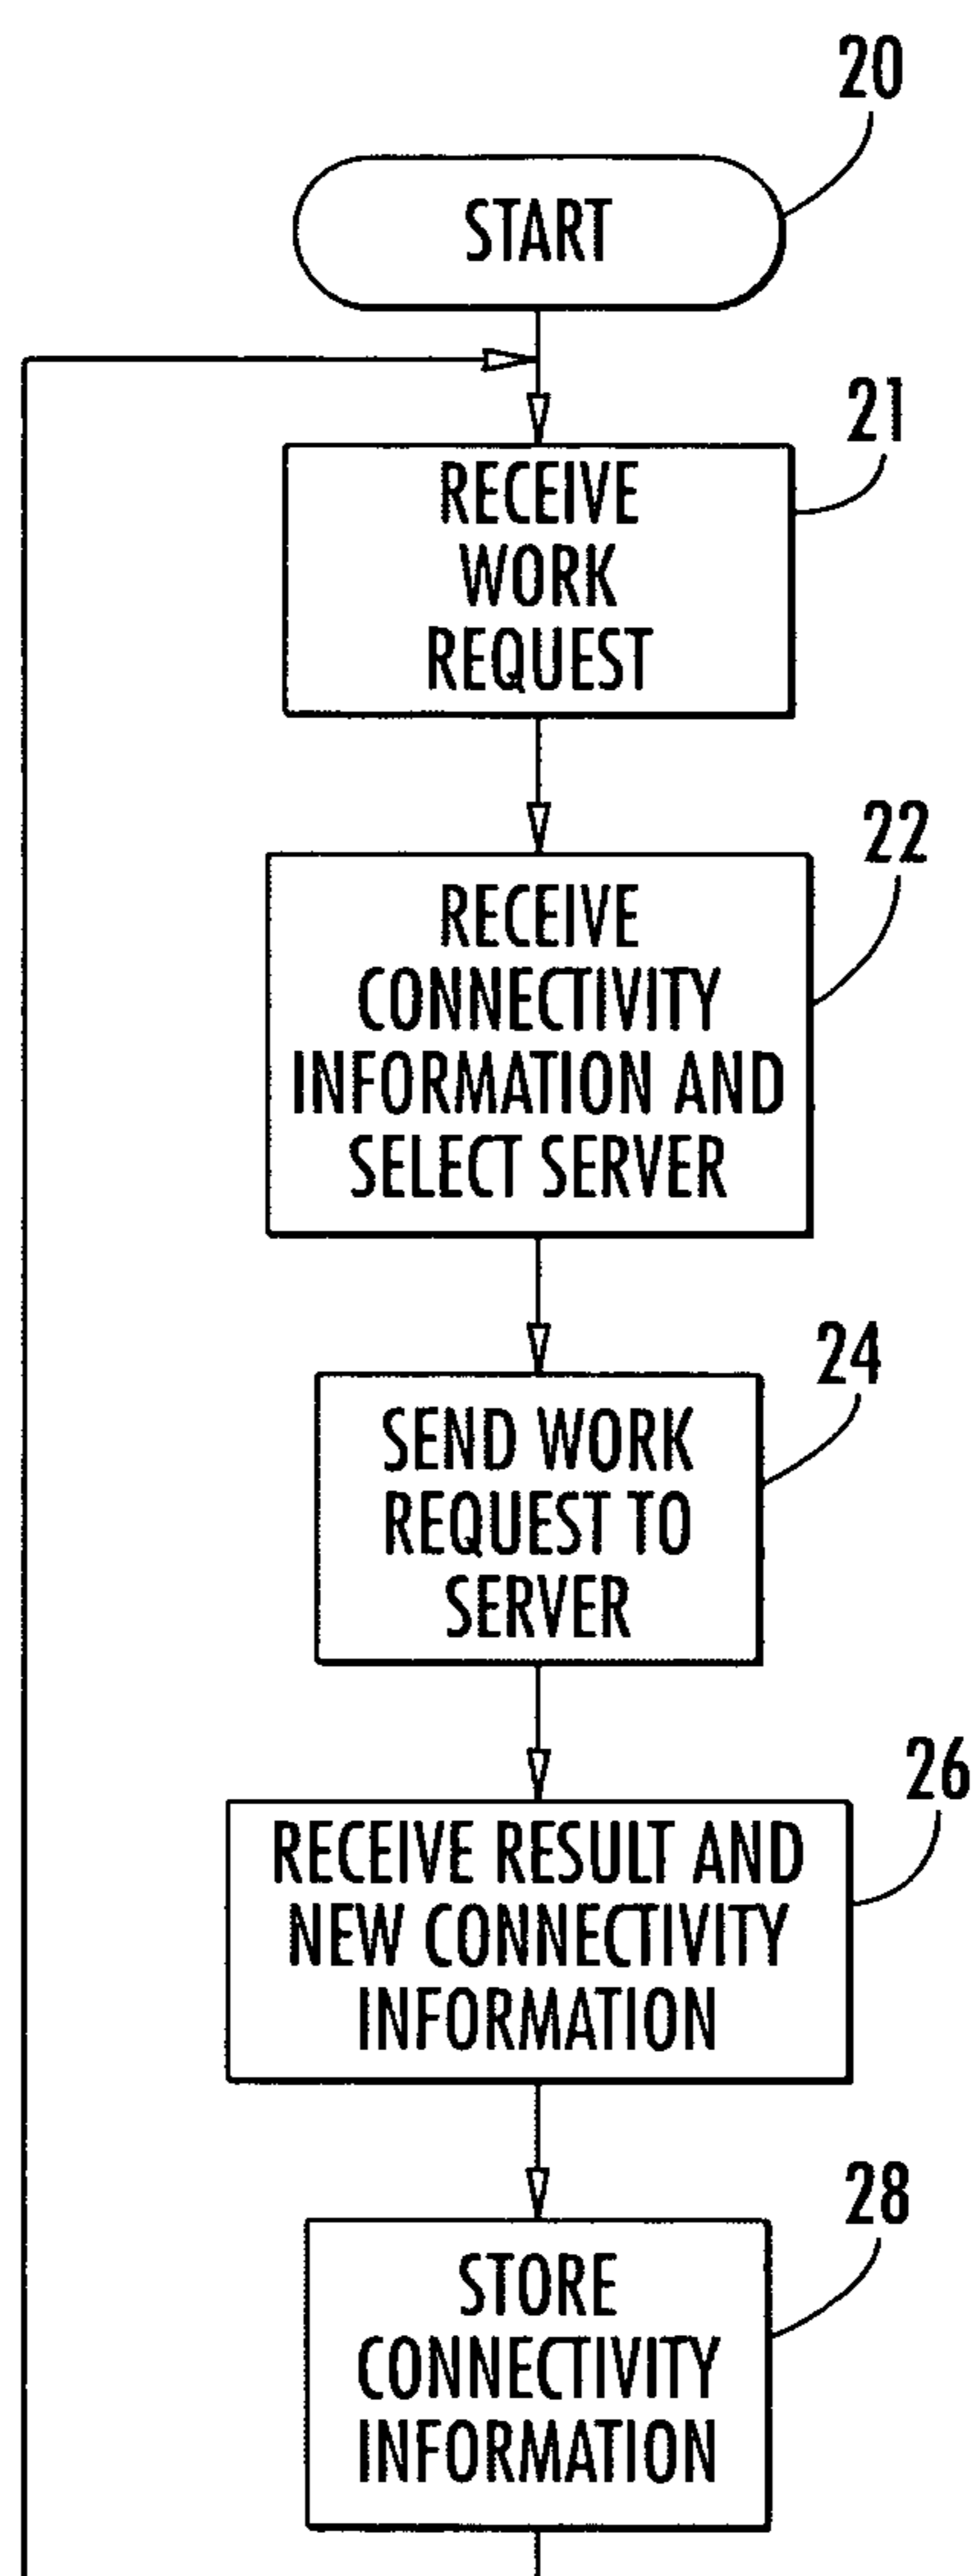 20
START
21
RECEIVE
WORK
REQUEST
22
RECEIVE
CONNECTIVITY
INFORMATION AND
SELECT SERVER
24
SEND WORK
REQUEST TO
SERVER
26
RECEIVE RESULT AND
NEW CONNECTIVITY
INFORMATION
28
STORE
CONNECTIVITY
INFORMATION